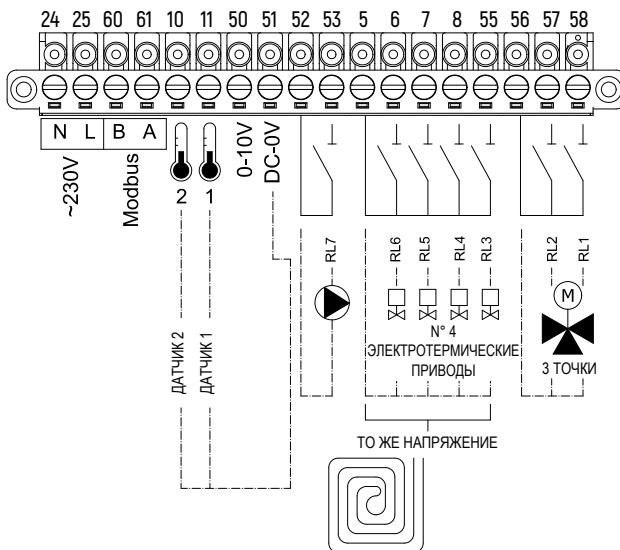 24 25 60 61 10 11 50 51 52 53 5 6 7 8 55 56 57 58
N L B A
~230V
Modbus
2 1
0-10V
DC-0V
ДАТЧИК 2
ДАТЧИК 1
RL7
RL6
RL5
RL4
RL3
RL2
RL1
M
N° 4
ЭЛЕКТРОТЕРМИЧЕСКИЕ
ПРИВОДЫ
3 ТОЧКИ
ТО ЖЕ НАПРЯЖЕНИЕ